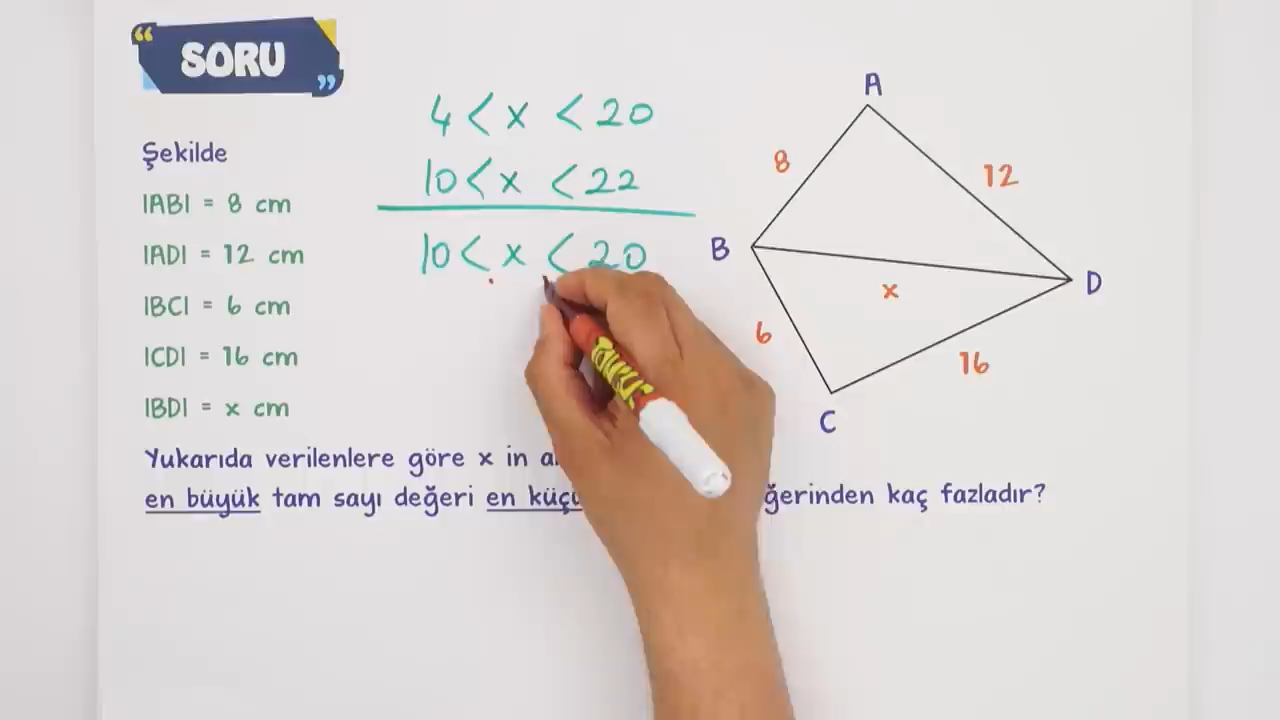 “ SORU ”
4 < x < 20
10 < x < 22
10 < x < 20
Şekilde
|AB| = 8 cm
|AD| = 12 cm
|BC| = 6 cm
|CD| = 16 cm
|BD| = x cm
A
8
12
B
D
x
6
16
C
Yukarıda verilenlere göre x in
en büyük tam sayı değeri en kaç fazladır?